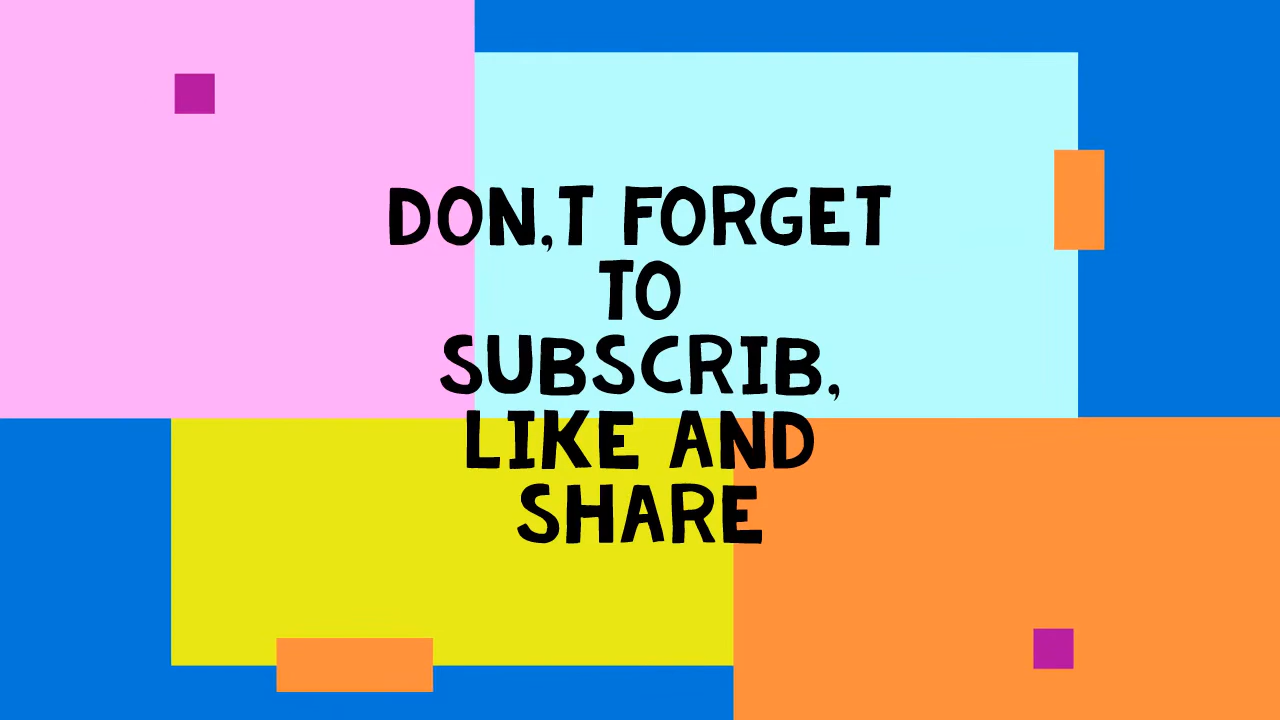 DON,T FORGET
TO
SUBSCRIB,
LIKE AND
SHARE